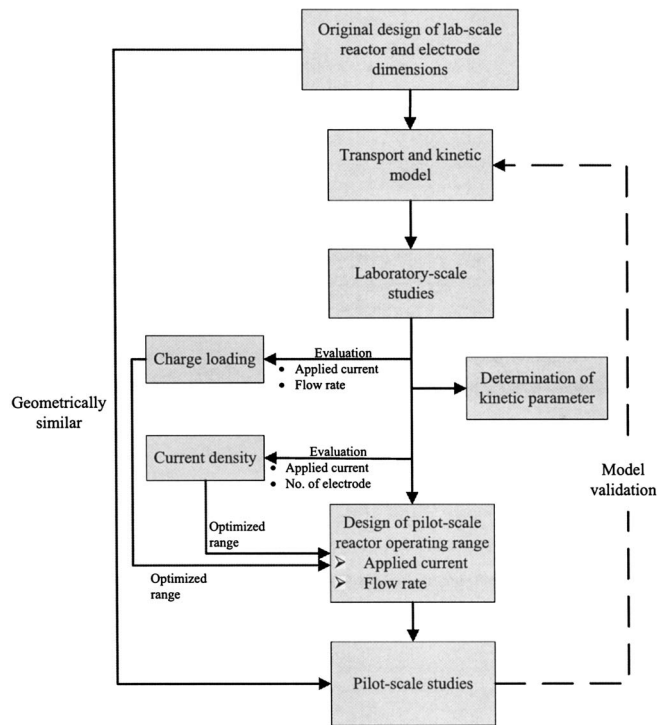 Original design of lab-scale
reactor and electrode
dimensions
Transport and kinetic
model
Laboratory-scale
studies
Charge loading
Evaluation
• Applied current
• Flow rate
Determination of
kinetic parameter
Geometrically
similar
Current density
Evaluation
• Applied current
• No. of electrode
Model
validation
Optimized
range
Design of pilot-scale
reactor operating range
➢ Applied current
➢ Flow rate
Optimized
range
Pilot-scale studies